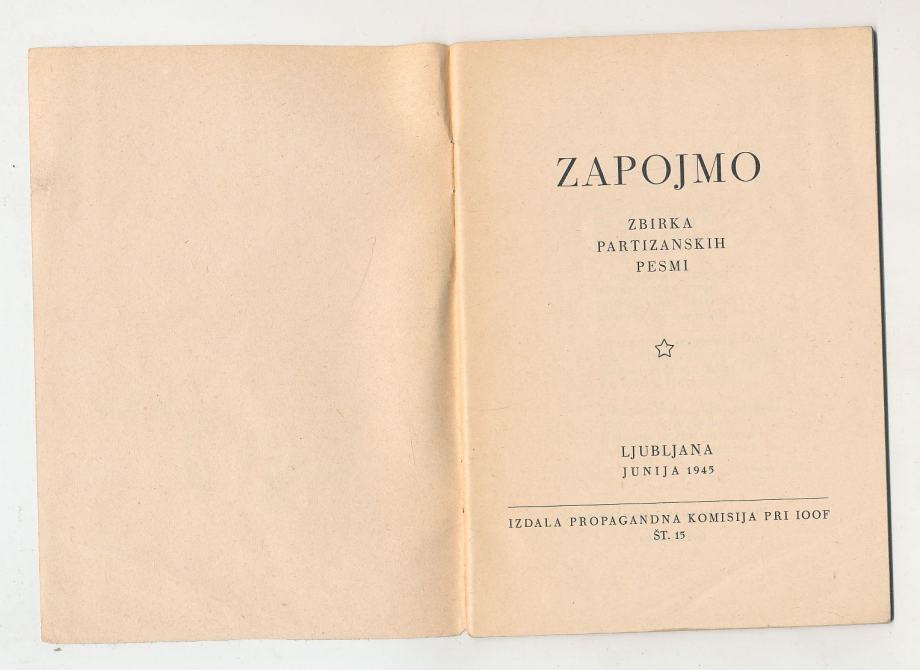 ZAPOJMO
ZBIRKA
PARTIZANSKIH
PESMI
LJUBLJANA
JUNIJA 1945
IZDALA PROPAGANDNA KOMISIJA PRI IOOF
ŠT. 15